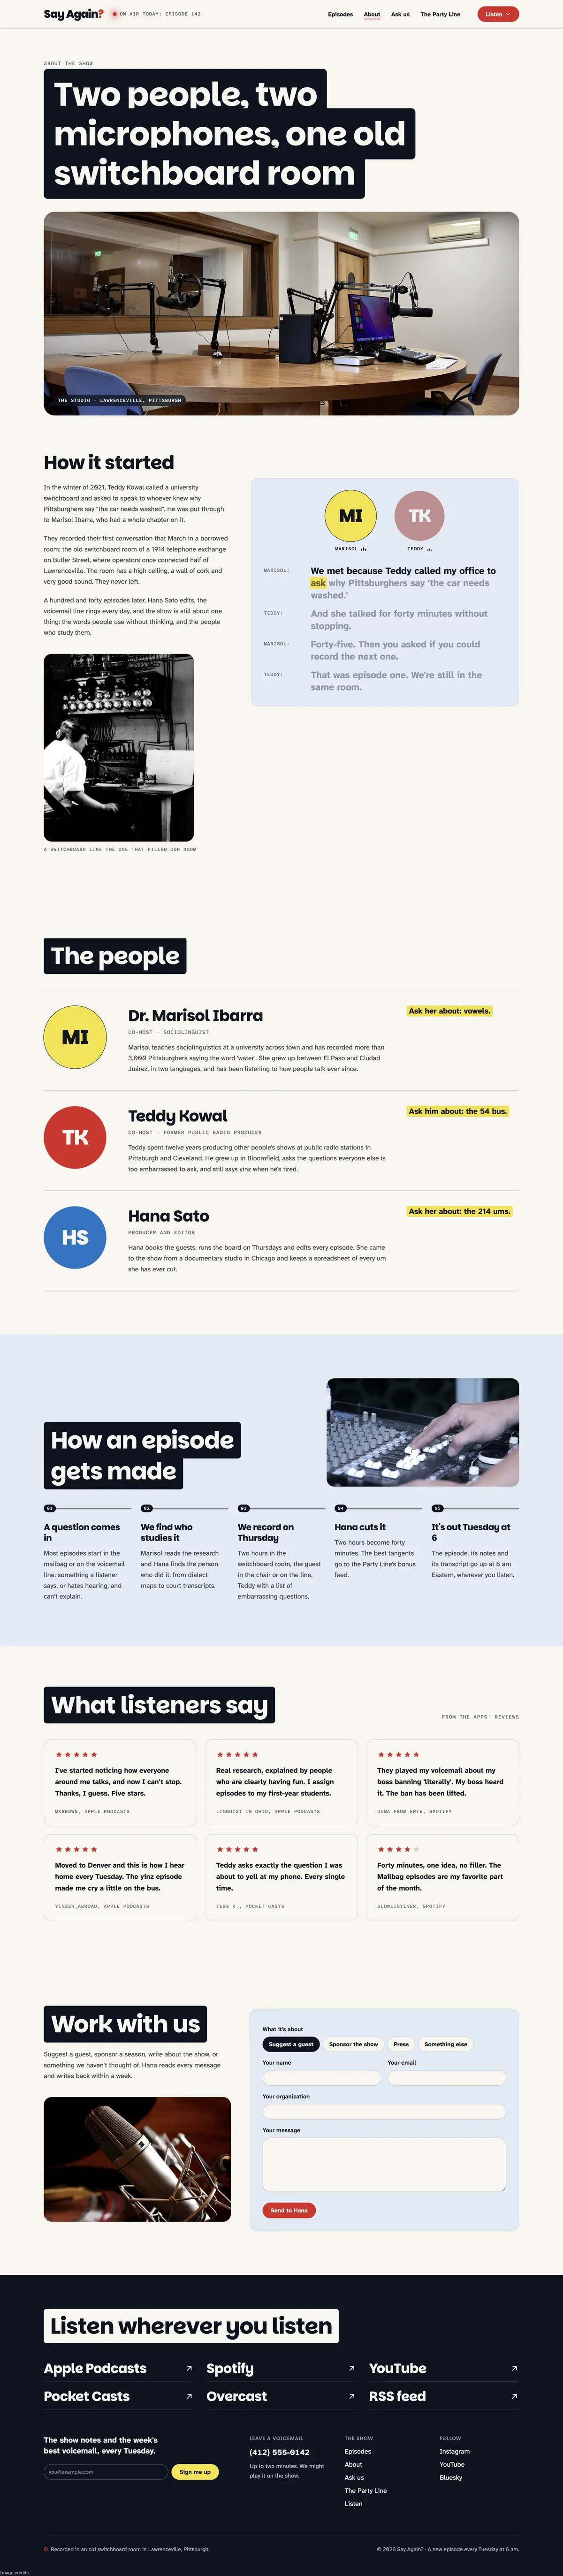 Say Again?
ON AIR TODAY: EPISODE 142
Episodes
About
Ask us
The Party Line
Listen
ABOUT THE SHOW
Two people, two
microphones, one old
switchboard room
THE STUDIO · LAWRENCEVILLE, PITTSBURGH
How it started
In the winter of 2021, Teddy Kowal called a university
switchboard and asked to speak to whoever knew why
Pittsburghers say 'the car needs washed'. He was put through
to Marisol Ibarra, who had a whole chapter on it.
They recorded their first conversation that March in a borrowed
room: the old switchboard room of a 1914 telephone exchange
on Butler Street, where operators once connected half of
Lawrenceville. The room has a high ceiling, a wall of cork and
very good sound. They never left.
A hundred and forty episodes later, Hana Sato edits, the
voicemail line rings every day, and the show is still about one
thing: the words people use without thinking, and the people
who study them.
A SWITCHBOARD LIKE THE ONE THAT FILLED OUR ROOM
MI
TK
MARISOL
TEDDY
MARISOL:
We met because Teddy called my office to
ask why Pittsburghers say 'the car needs
washed.'
TEDDY:
And she talked for forty minutes without
stopping.
MARISOL:
Forty-five. Then you asked if you could
record the next one.
TEDDY:
That was episode one. We're still in the
same room.
The people
MI
Dr. Marisol Ibarra
CO-HOST · SOCIOLINGUIST
Marisol teaches sociolinguistics at a university across town and has recorded more than
3,000 Pittsburghers saying the word 'water'. She grew up between El Paso and Ciudad
Juárez, in two languages, and has been listening to how people talk ever since.
Ask her about: vowels.
TK
Teddy Kowal
CO-HOST · FORMER PUBLIC RADIO PRODUCER
Teddy spent twelve years producing other people's shows at public radio stations in
Pittsburgh and Cleveland. He grew up in Bloomfield, asks the questions everyone else is
too embarrassed to ask, and still says yinz when he's tired.
Ask him about: the 54 bus.
HS
Hana Sato
PRODUCER AND EDITOR
Hana books the guests, runs the board on Thursdays and edits every episode. She came
to the show from a documentary studio in Chicago and keeps a spreadsheet of every um
she has ever cut.
Ask her about: the 214 ums.
How an episode
gets made
01
A question comes
in
Most episodes start in the
mailbag or on the voicemail
line: something a listener
says, or hates hearing, and
can't explain.
02
We find who
studies it
Marisol reads the research
and Hana finds the person
who did it, from dialect
maps to court transcripts.
03
We record on
Thursday
Two hours in the
switchboard room, the guest
in the chair or on the line,
Teddy with a list of
embarrassing questions.
04
Hana cuts it
Two hours become forty
minutes. The best tangents
go to the Party Line's bonus
feed.
05
It's out Tuesday at
6
The episode, its notes and
its transcript go up at 6 am
Eastern, wherever you listen.
What listeners say
FROM THE APPS' REVIEWS
I've started noticing how everyone
around me talks, and now I can't stop.
Thanks, I guess. Five stars.
MKBROWN, APPLE PODCASTS
Real research, explained by people
who are clearly having fun. I assign
episodes to my first-year students.
LINGUIST IN OHIO, APPLE PODCASTS
They played my voicemail about my
boss banning 'literally'. My boss heard
it. The ban has been lifted.
DANA FROM ERIE, SPOTIFY
Moved to Denver and this is how I hear
home every Tuesday. The yinz episode
made me cry a little on the bus.
YINZER_ABROAD, APPLE PODCASTS
Teddy asks exactly the question I was
about to yell at my phone. Every single
time.
TESS K., POCKET CASTS
Forty minutes, one idea, no filler. The
Mailbag episodes are my favorite part
of the month.
SLOWLISTENER, SPOTIFY
Work with us
Suggest a guest, sponsor a season, write about the show, or
something we haven't thought of. Hana reads every message
and writes back within a week.
What it's about
Suggest a guest
Sponsor the show
Press
Something else
Your name
Your email
Your organization
Your message
Send to Hana
Listen wherever you listen
Apple Podcasts
Spotify
YouTube
Pocket Casts
Overcast
RSS feed
The show notes and the week's
best voicemail, every Tuesday.
you@example.com
Sign me up
LEAVE A VOICEMAIL
(412) 555-0142
Up to two minutes. We might
play it on the show.
THE SHOW
Episodes
About
Ask us
The Party Line
Listen
FOLLOW
Instagram
YouTube
Bluesky
Recorded in an old switchboard room in Lawrenceville, Pittsburgh.
© 2026 Say Again? · A new episode every Tuesday at 6 am.
Image credits